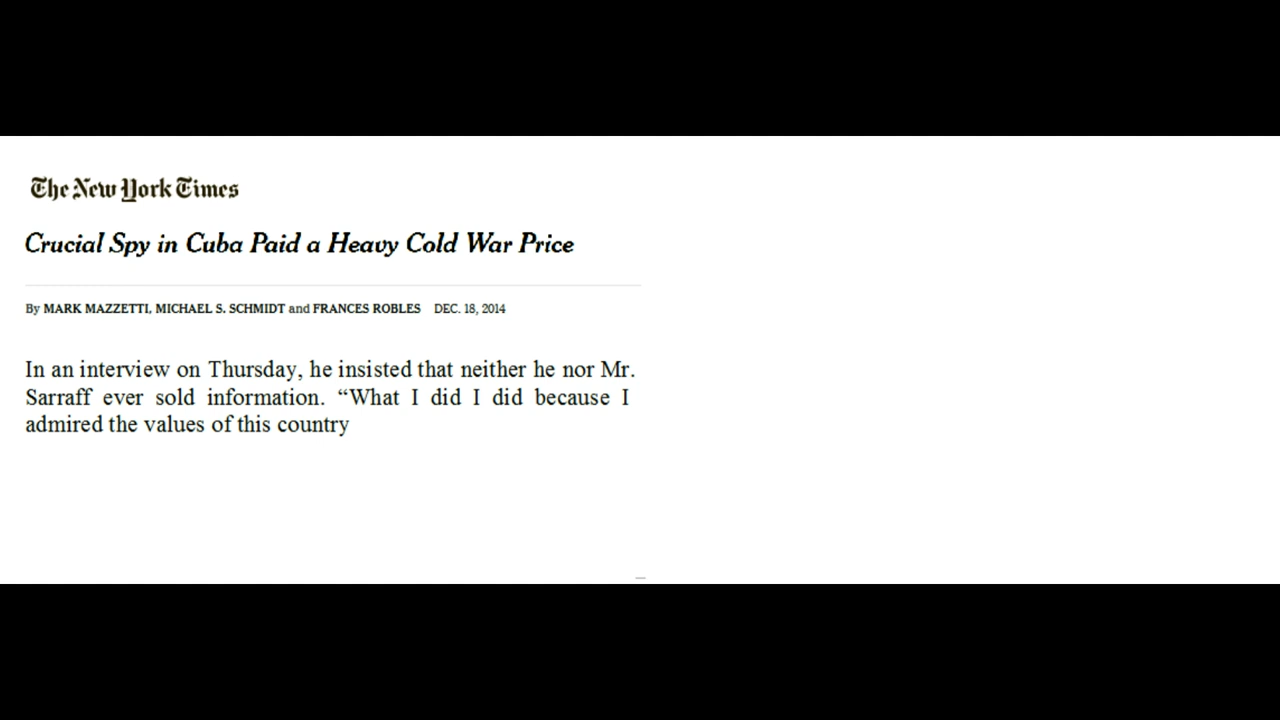 The New York Times
Crucial Spy in Cuba Paid a Heavy Cold War Price
By MARK MAZZETTI, MICHAEL S. SCHMIDT and FRANCES ROBLES DEC. 18, 2014
In an interview on Thursday, he insisted that neither he nor Mr.
Sarraff ever sold information. “What I did I did because I
admired the values of this country